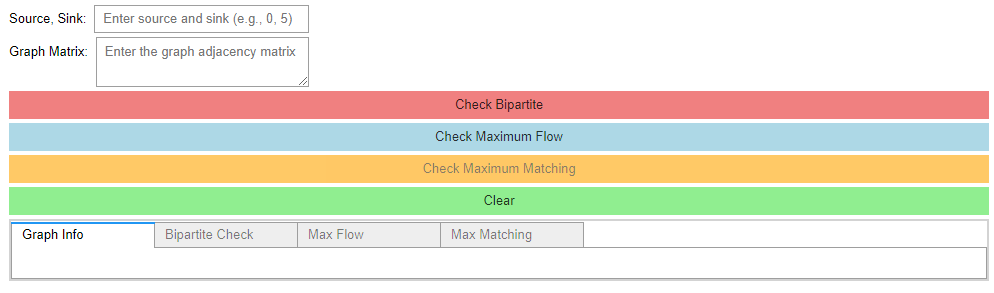 Source, Sink: Enter source and sink (e.g., 0, 5)
Graph Matrix: Enter the graph adjacency matrix
Check Bipartite
Check Maximum Flow
Check Maximum Matching
Clear
Graph Info Bipartite Check Max Flow Max Matching